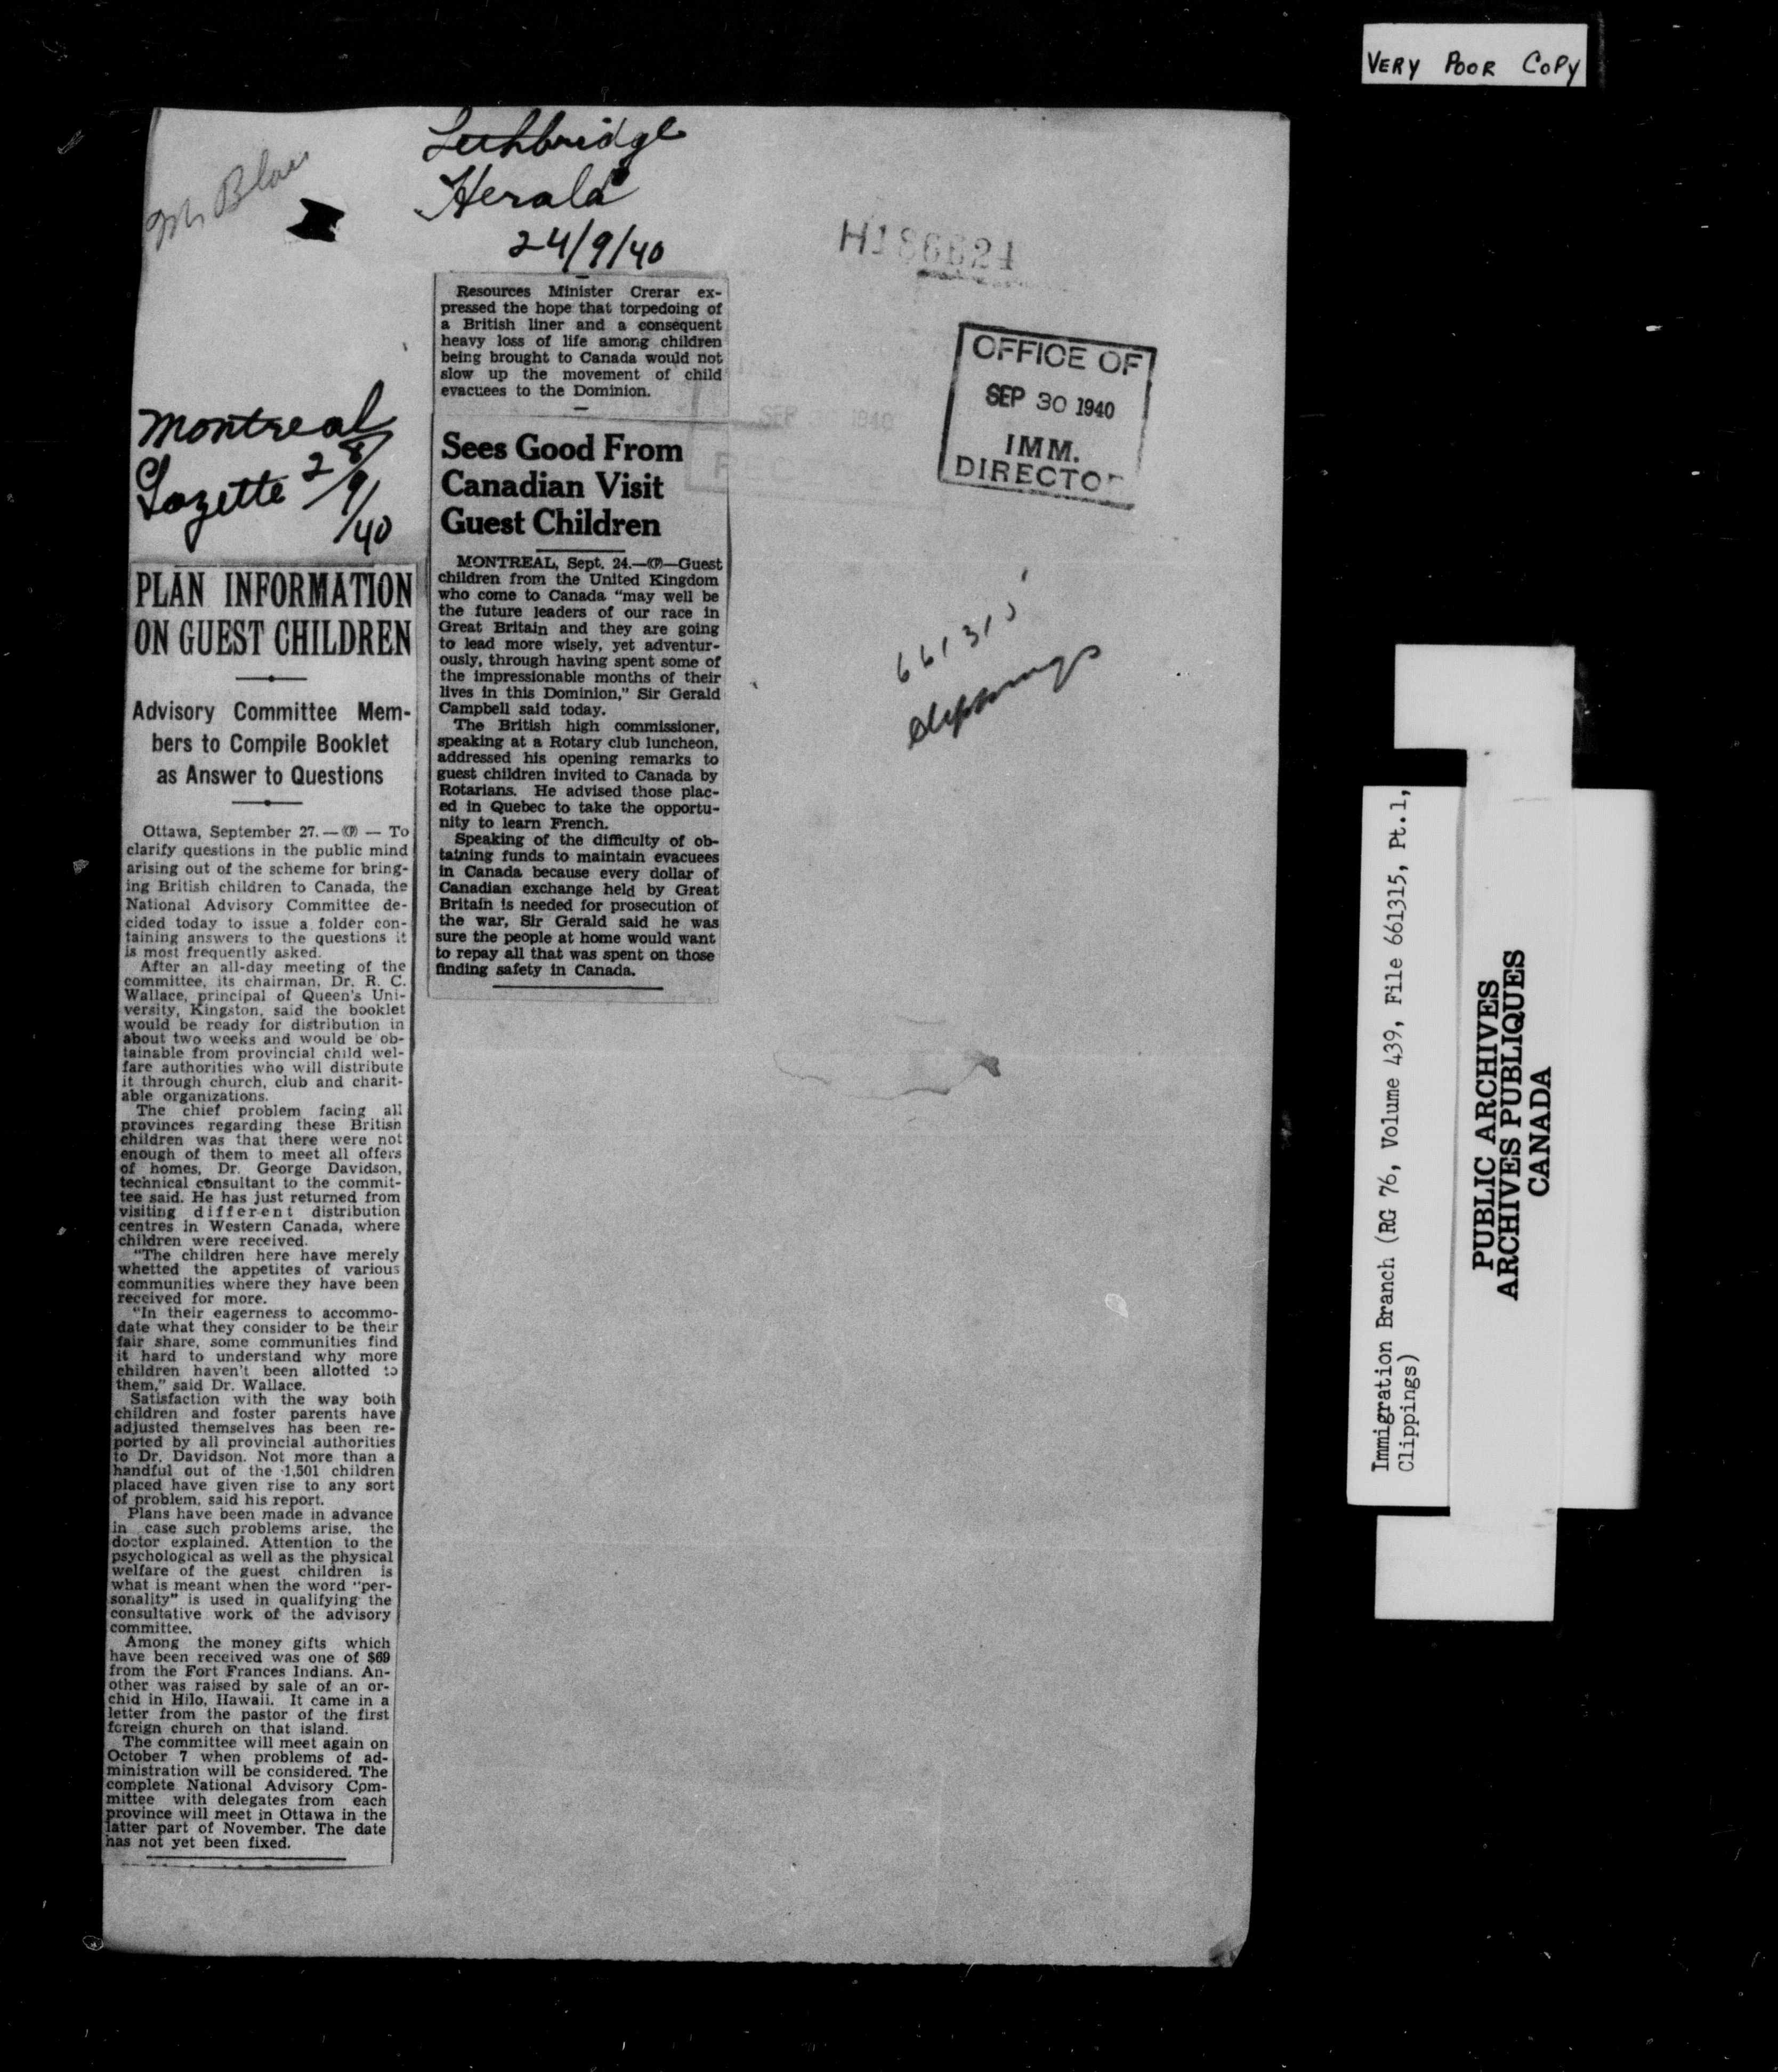 VERY POOR COPY
Mr Blair
Lethbridge
Herald
24/9/40
OFFICE OF
SEP 30 1940
IMM.
DIRECTOR
661315
clippings
Resources Minister Crerar ex-
pressed the hope that torpedoing of
a British liner and a consequent
heavy loss of life among children
being brought to Canada would not
slow up the movement of child
evacuees to the Dominion.
Sees Good From
Canadian Visit
Guest Children
MONTREAL, Sept. 24.—(CP)—Guest
children from the United Kingdom
who come to Canada "may well be
the future leaders of our race in
Great Britain and they are going
to lead more wisely, yet adventur-
ously, through having spent some of
the impressionable months of their
lives in this Dominion," Sir Gerald
Campbell said today.
The British high commissioner,
speaking at a Rotary club luncheon,
addressed his opening remarks to
guest children invited to Canada by
Rotarians. He advised those plac-
ed in Quebec to take the opportu-
nity to learn French.
Speaking of the difficulty of ob-
taining funds to maintain evacuees
in Canada because every dollar of
Canadian exchange held by Great
Britain is needed for prosecution of
the war, Sir Gerald said he was
sure the people at home would want
to repay all that was spent on those
finding safety in Canada.
Montreal
Gazette 28/9/40
PLAN INFORMATION
ON GUEST CHILDREN
Advisory Committee Mem-
bers to Compile Booklet
as Answer to Questions
Ottawa, September 27.—(CP)—To
clarify questions in the public mind
arising out of the scheme for bring-
ing British children to Canada, the
National Advisory Committee de-
cided today to issue a folder con-
taining answers to the questions it
is most frequently asked.
After an all-day meeting of the
committee, its chairman, Dr. R. C.
Wallace, principal of Queen's Uni-
versity, Kingston, said the booklet
would be ready for distribution in
about two weeks and would be ob-
tainable from provincial child wel-
fare authorities who will distribute
it through church, club and charit-
able organizations.
The chief problem facing all
provinces regarding these British
children was that there were not
enough of them to meet all offers
of homes, Dr. George Davidson,
technical consultant to the commit-
tee said. He has just returned from
visiting different distribution
centres in Western Canada, where
children were received.
"The children here have merely
whetted the appetites of various
communities where they have been
received for more.
"In their eagerness to accommo-
date what they consider to be their
fair share, some communities find
it hard to understand why more
children haven't been allotted to
them," said Dr. Wallace.
Satisfaction with the way both
children and foster parents have
adjusted themselves has been re-
ported by all provincial authorities
to Dr. Davidson. Not more than a
handful out of the 1,501 children
placed have given rise to any sort
of problem, said his report.
Plans have been made in advance
in case such problems arise, the
doctor explained. Attention to the
psychological as well as the physical
welfare of the guest children is
what is meant when the word "per-
sonality" is used in qualifying the
consultative work of the advisory
committee.
Among the money gifts which
have been received was one of $69
from the Fort Frances Indians. An-
other was raised by sale of an or-
chid in Hilo, Hawaii. It came in a
letter from the pastor of the first
foreign church on that island.
The committee will meet again on
October 7 when problems of ad-
ministration will be considered. The
complete National Advisory Com-
mittee with delegates from each
province will meet in Ottawa in the
latter part of November. The date
has not yet been fixed.
Immigration Branch (RG 76, Volume 439, File 661315, Pt. 1,
Clippings)
PUBLIC ARCHIVES
ARCHIVES PUBLIQUES
CANADA